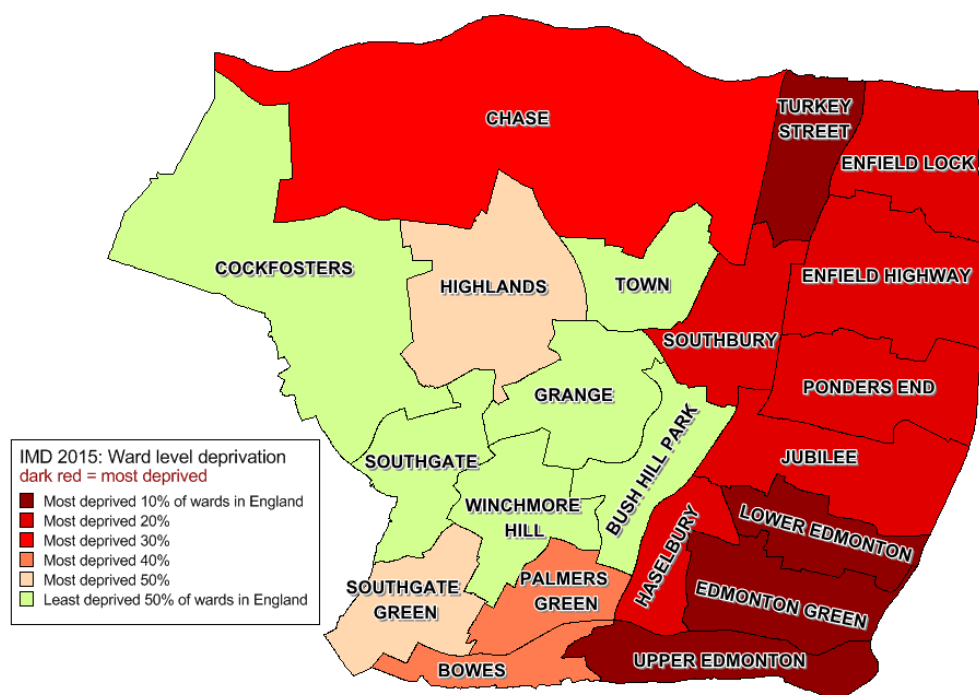 CHASE
TURKEY
STREET
ENFIELD LOCK
COCKFOSTERS
HIGHLANDS
TOWN
ENFIELD HIGHWAY
SOUTHBURY
GRANGE
PONDERS END
BUSH HILL PARK
SOUTHGATE
JUBILEE
WINCHMORE
HILL
HASELBURY
LOWER EDMONTON
SOUTHGATE
GREEN
PALMERS
GREEN
EDMONTON GREEN
BOWES
UPPER EDMONTON
IMD 2015: Ward level deprivation
dark red = most deprived
Most deprived 10% of wards in England
Most deprived 20%
Most deprived 30%
Most deprived 40%
Most deprived 50%
Least deprived 50% of wards in England